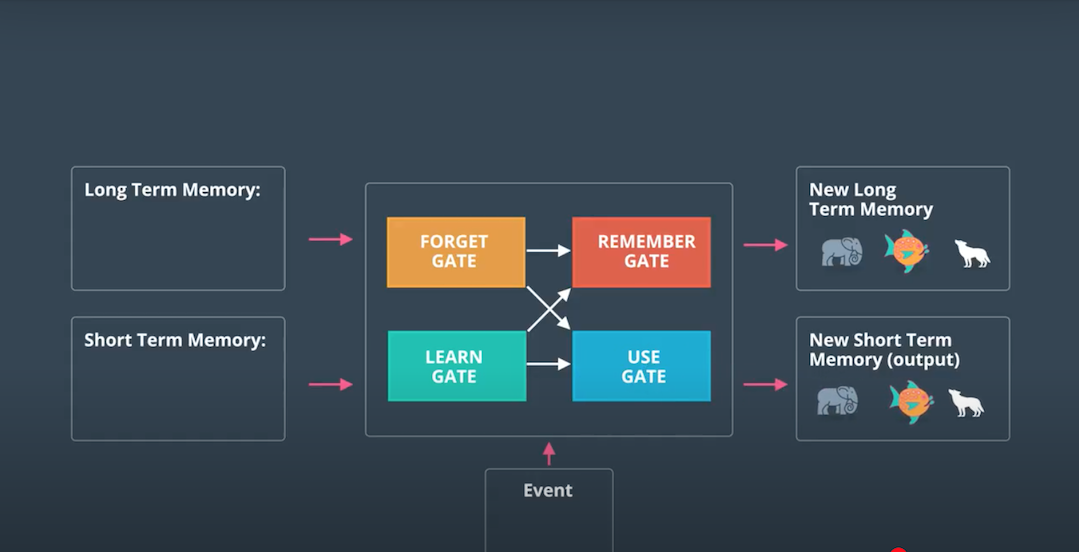 Long Term Memory:
Short Term Memory:
FORGET
GATE
REMEMBER
GATE
LEARN
GATE
USE
GATE
Event
New Long
Term Memory
New Short Term
Memory (output)